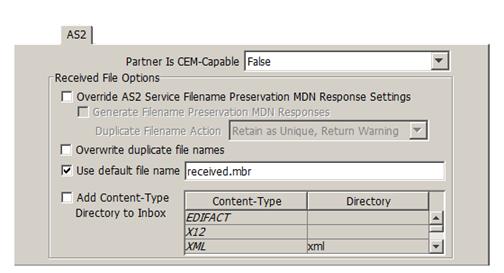 AS2
Partner Is CEM-Capable False
Received File Options
Override AS2 Service Filename Preservation MDN Response Settings
Generate Filename Preservation MDN Responses
Duplicate Filename Action Retain as Unique, Return Warning
Overwrite duplicate file names
Use default file name received.mbr
Add Content-Type Directory to Inbox
Content-Type Directory
EDIFACT
X12
XML xml